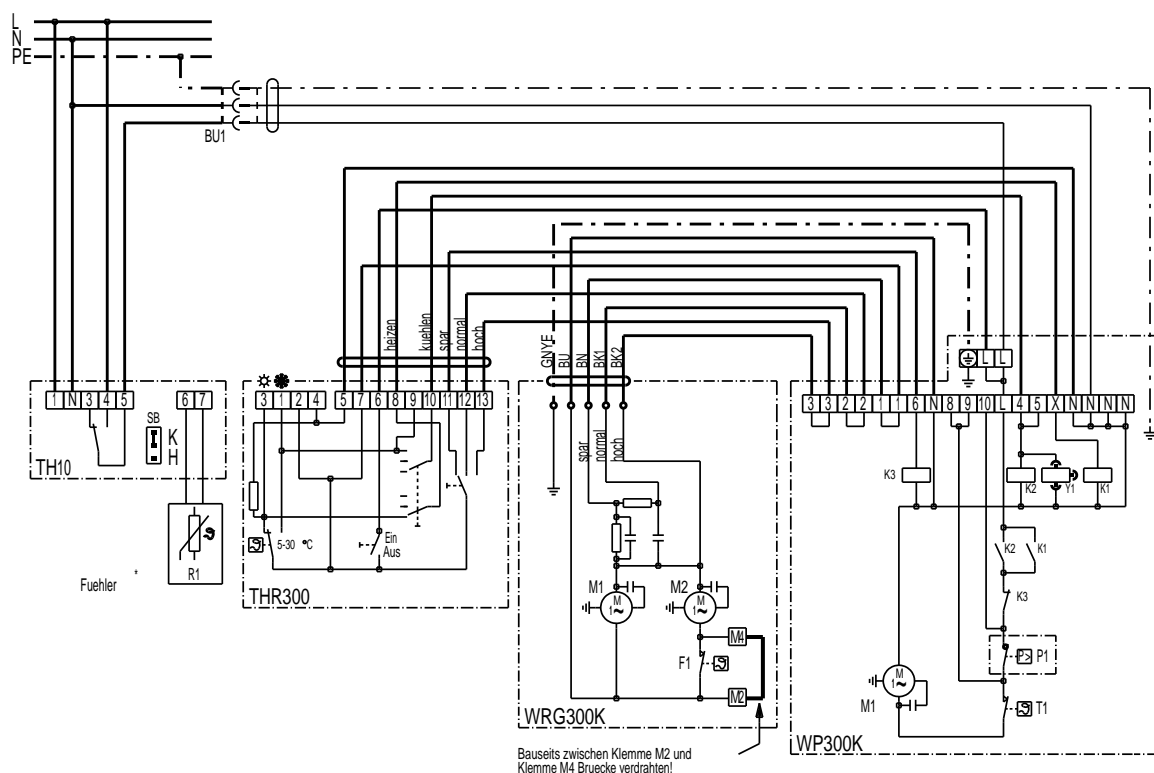 L
N
PE
BU1
heizen
kuehlen
spar
normal
hoch
GNYE
BU
BN
BK1
BK2
L L
1 N 3 4 5 6 7
3 1 2 4 5 7 6 8 9 10 11 12 13
3 3 2 2 1 1 6 N 8 9 10 L 4 5 X N N N N
SB
K
H
TH10
spar
normal
hoch
K3
K2
Y1
K1
5-30 °C
Ein
Aus
K2
K1
Fuehler *
R1
THR300
M1
M
1 ~
M2
M
1 ~
K3
M4
F1
P> P1
M2
M1
M
1 ~
T1
WRG300K
WP300K
Bauseits zwischen Klemme M2 und
Klemme M4 Bruecke verdrahten!